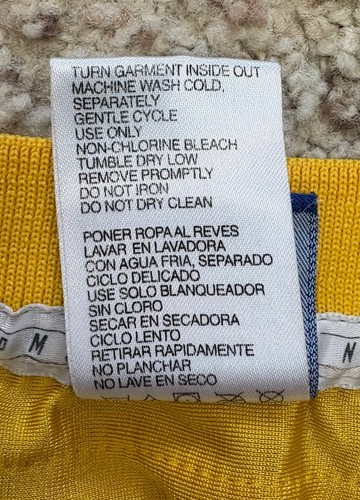 TURN GARMENT INSIDE OUT
MACHINE WASH COLD,
SEPARATELY
GENTLE CYCLE
USE ONLY
NON-CHLORINE BLEACH
TUMBLE DRY LOW
REMOVE PROMPTLY
DO NOT IRON
DO NOT DRY CLEAN
PONER ROPA AL REVES
LAVAR EN LAVADORA
CON AGUA FRIA, SEPARADO
CICLO DELICADO
USE SOLO BLANQUEADOR
SIN CLORO
SECAR EN SECADORA
CICLO LENTO
RETIRAR RAPIDAMENTE
NO PLANCHAR
NO LAVE EN SECO
M
N